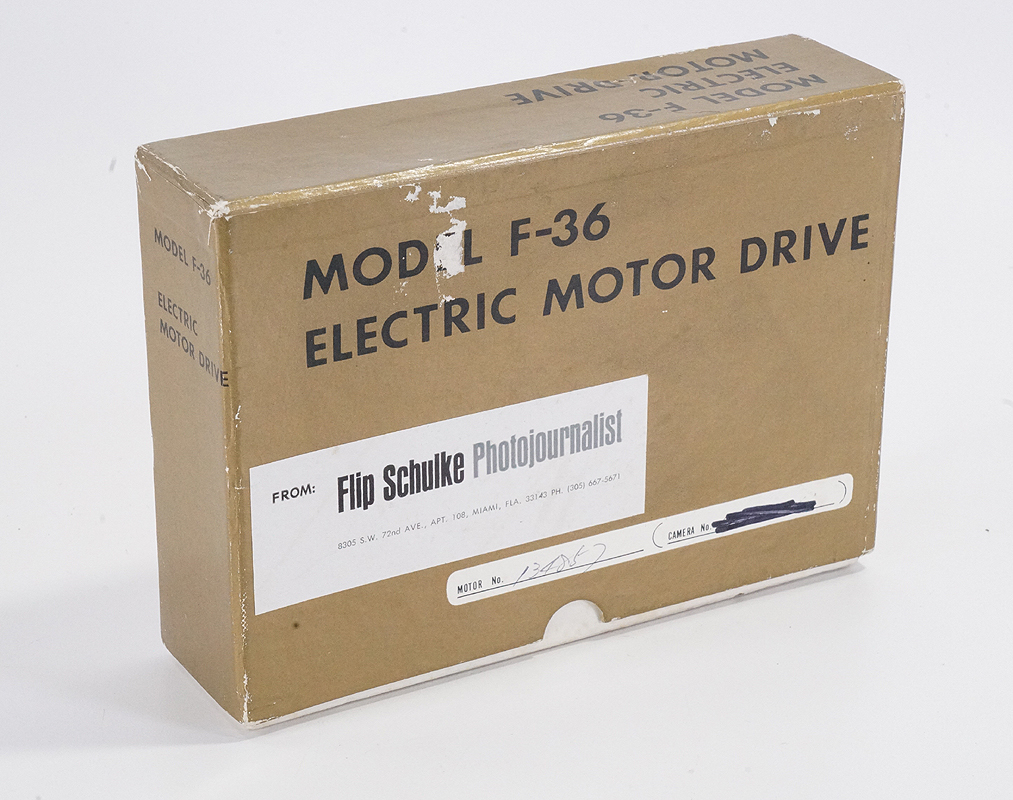 MOTOR DRIVE
ELECTRIC
MODEL F-36
MODEL F-36
ELECTRIC
MOTOR DRIVE
MODEL F-36
ELECTRIC MOTOR DRIVE
FROM: Flip Schulke Photojournalist
8305 S.W. 72nd AVE., APT. 108, MIAMI, FLA. 33143 PH. (305) 667-5671
MOTOR No. (CAMERA No. )